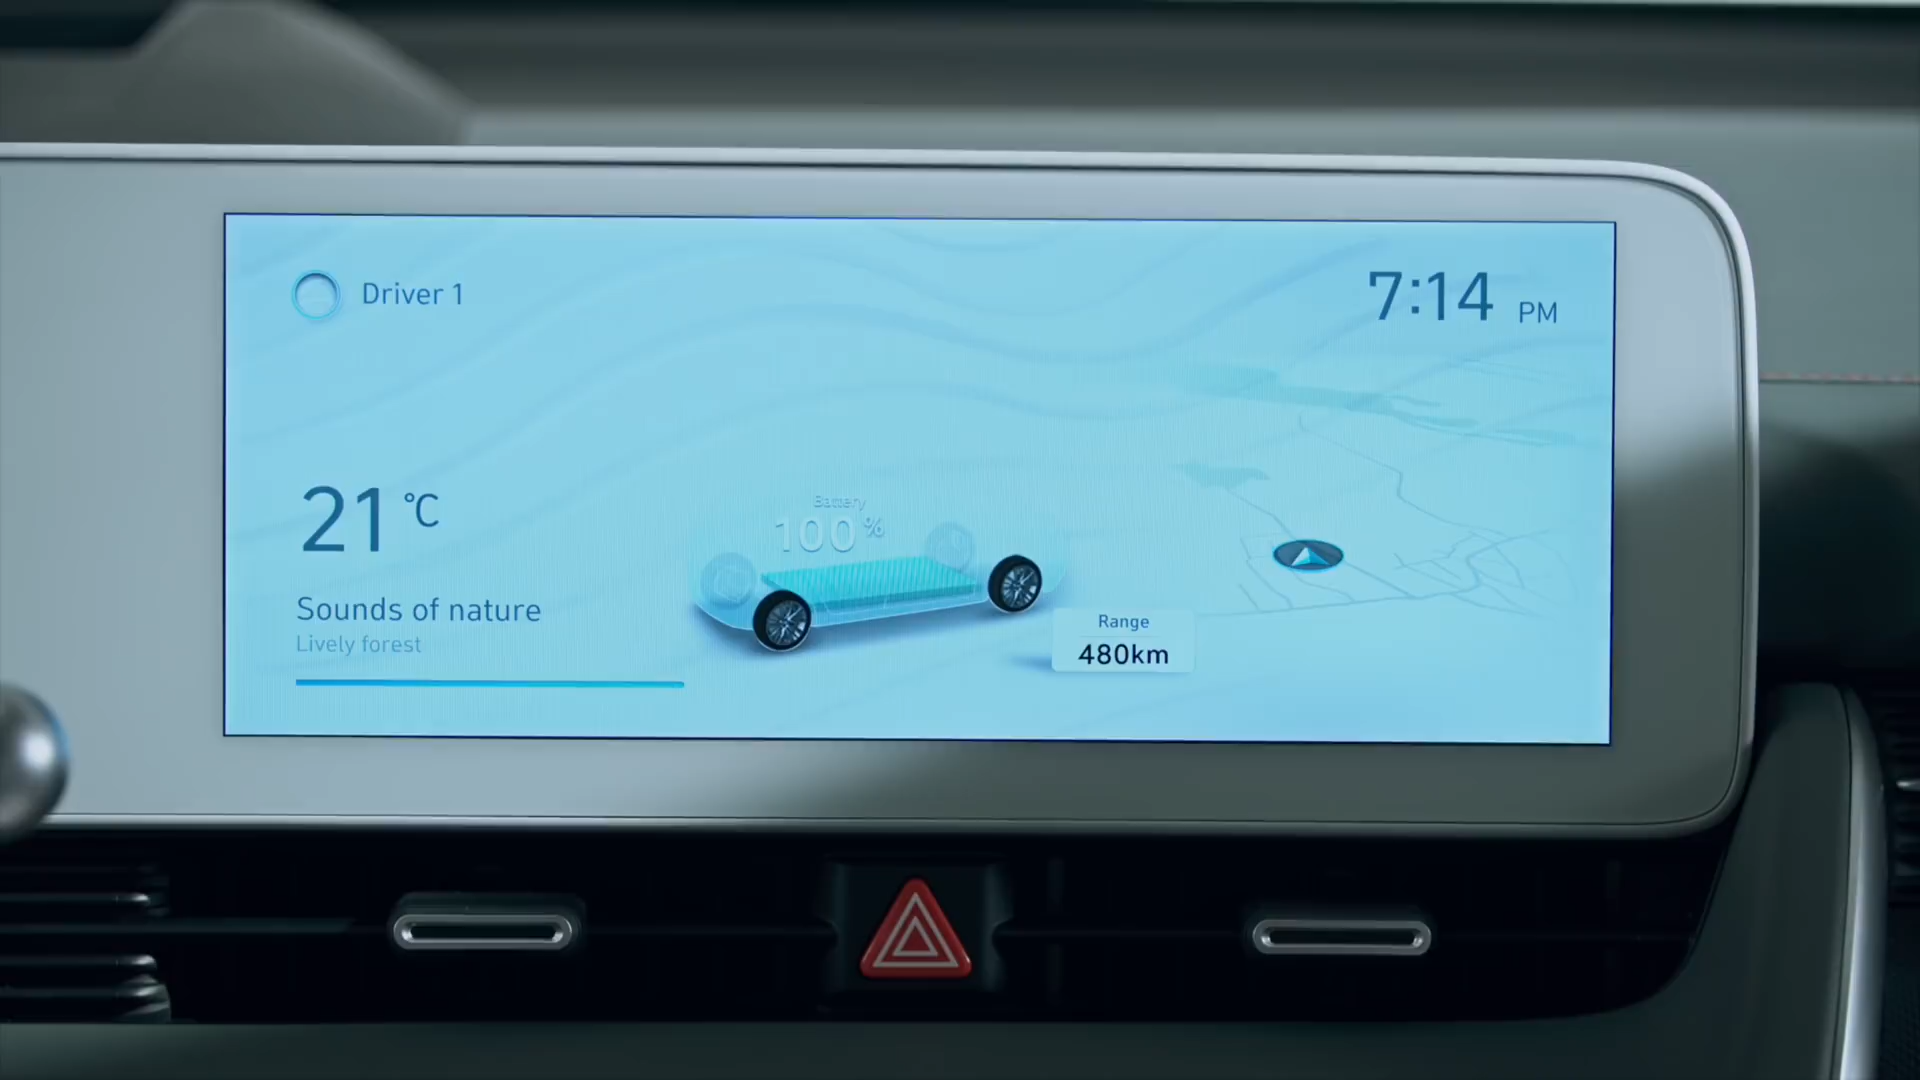 Driver 1
7:14 PM
21 °C
Battery
100%
Sounds of nature
Lively forest
Range
480km